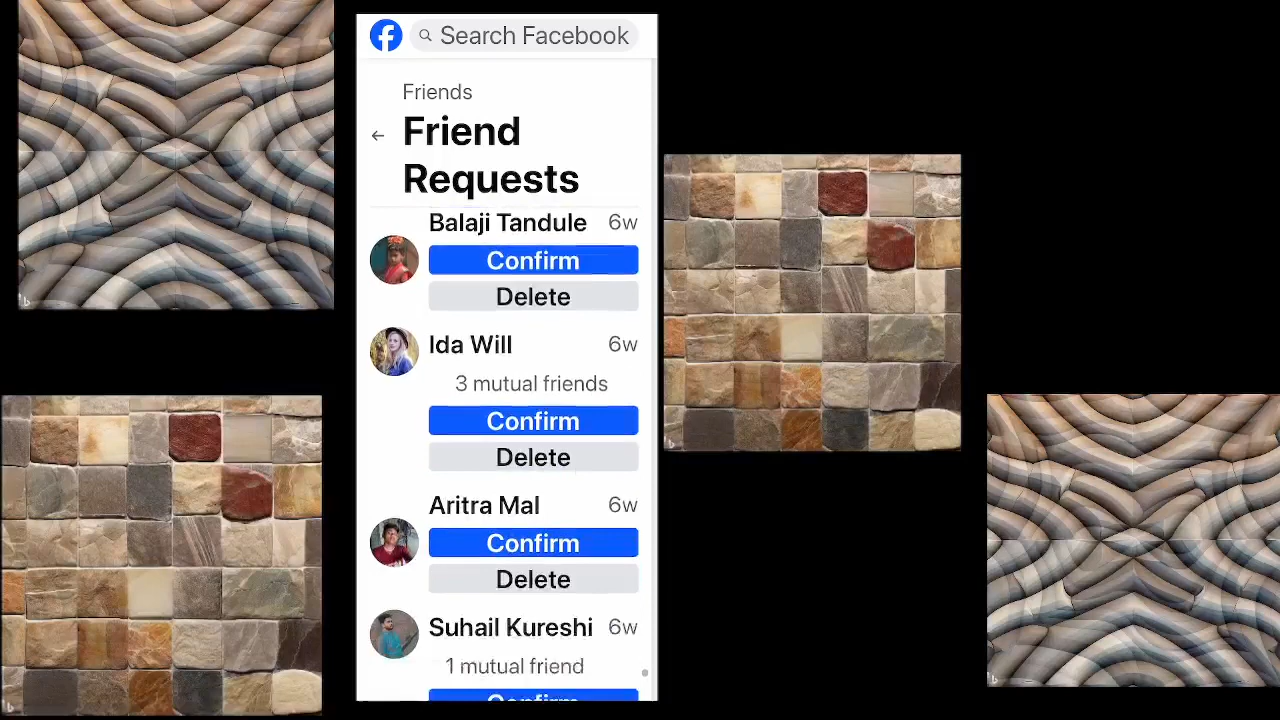 Search Facebook
Friends
Friend
Requests
Balaji Tandule 6w
Confirm
Delete
Ida Will 6w
3 mutual friends
Confirm
Delete
Aritra Mal 6w
Confirm
Delete
Suhail Kureshi 6w
1 mutual friend
Confirm